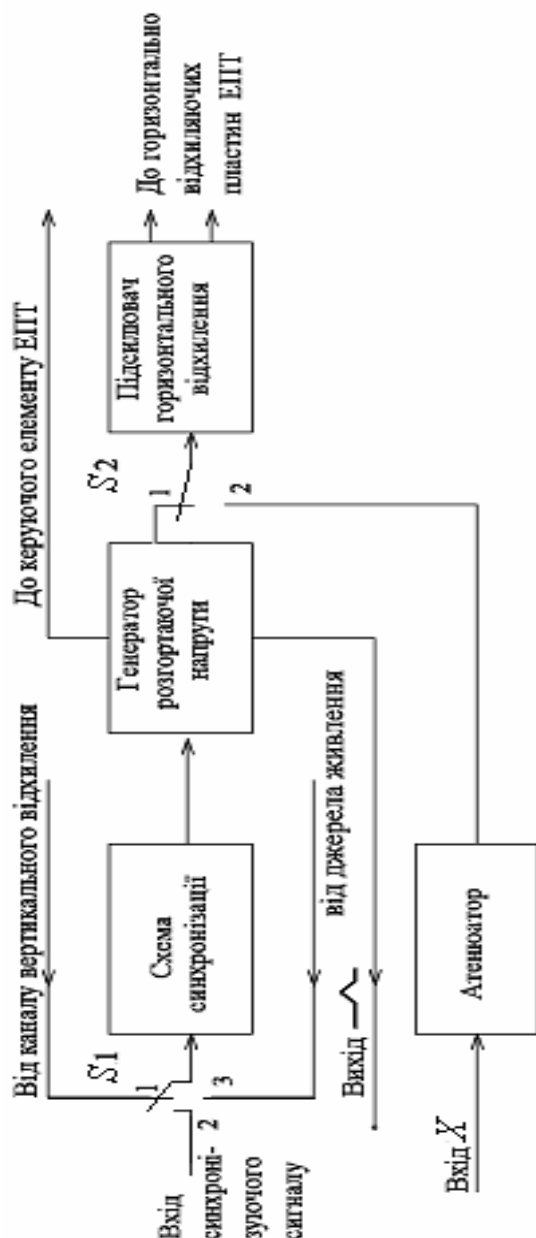 До керуючого елементу ЕПТ
Від каналу вертикального відхилення
S1
1
2
3
Вхід
синхроні-
зуючого
сигналу
Схема
синхронізації
Генератор
розгортаючої
напруги
S2
1
2
Підсилювач
горизонтального
відхилення
До горизонтально
відхиляючих
пластин ЕПТ
від джерела живлення
Вихід
Вхід X
Атенюатор